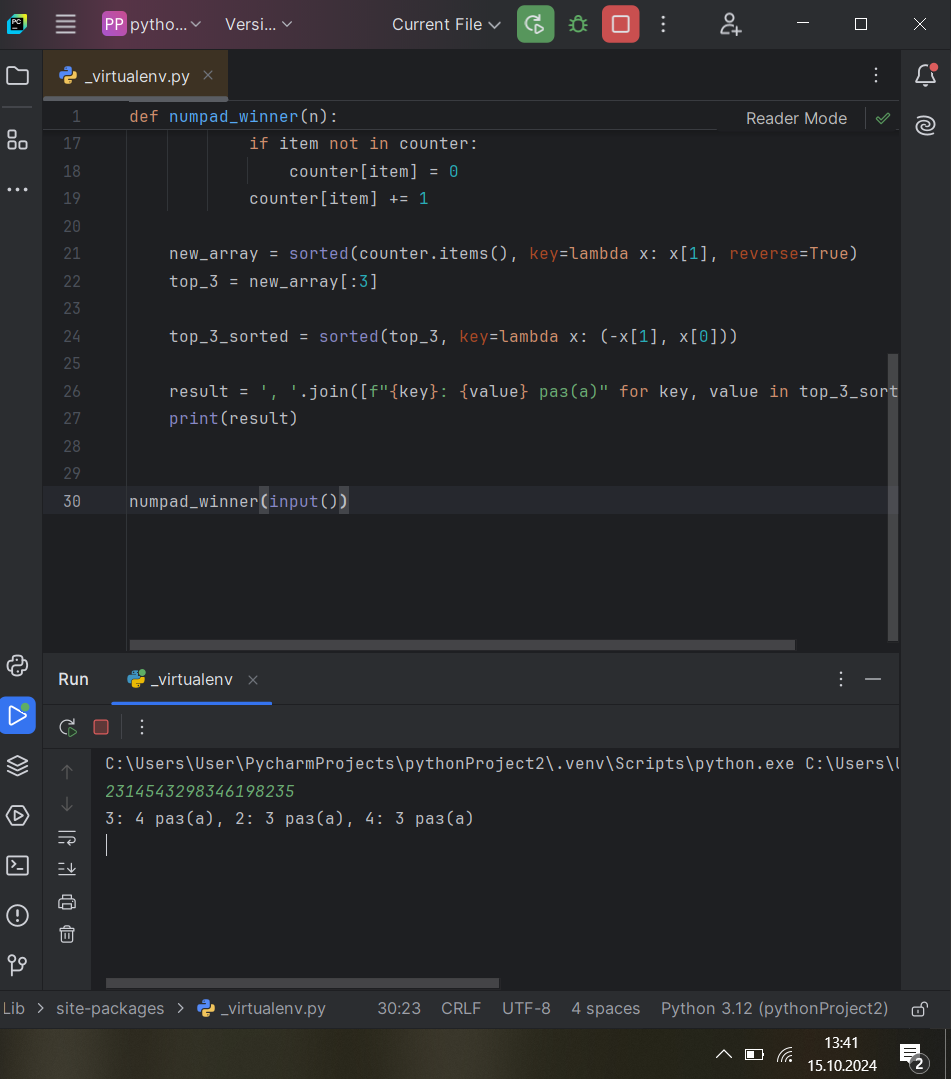 PP pytho... Versi... Current File
_virtualenv.py
1 def numpad_winner(n): Reader Mode
17 if item not in counter:
18 counter[item] = 0
19 counter[item] += 1
20
21 new_array = sorted(counter.items(), key=lambda x: x[1], reverse=True)
22 top_3 = new_array[:3]
23
24 top_3_sorted = sorted(top_3, key=lambda x: (-x[1], x[0]))
25
26 result = ', '.join([f"{key}: {value} раз(а)" for key, value in top_3_sort
27 print(result)
28
29
30 numpad_winner(input())
Run _virtualenv
C:\Users\User\PycharmProjects\pythonProject2\.venv\Scripts\python.exe C:\Users\U
2314543298346198235
3: 4 раз(а), 2: 3 раз(а), 4: 3 раз(а)
Lib site-packages _virtualenv.py 30:23 CRLF UTF-8 4 spaces Python 3.12 (pythonProject2)
13:41
15.10.2024
2